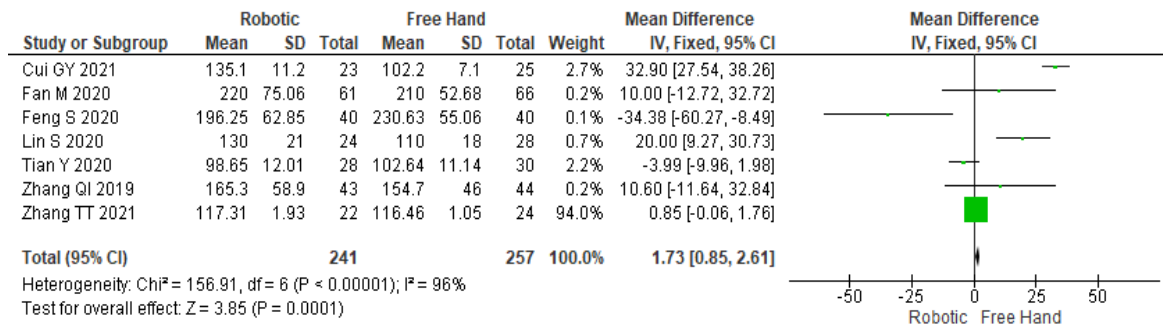 Robotic Free Hand Mean Difference Mean Difference
Study or Subgroup Mean SD Total Mean SD Total Weight IV, Fixed, 95% CI IV, Fixed, 95% CI
Cui GY 2021 135.1 11.2 23 102.2 7.1 25 2.7% 32.90 [27.54, 38.26]
Fan M 2020 220 75.06 61 210 52.68 66 0.2% 10.00 [-12.72, 32.72]
Feng S 2020 196.25 62.85 40 230.63 55.06 40 0.1% -34.38 [-60.27, -8.49]
Lin S 2020 130 21 24 110 18 28 0.7% 20.00 [9.27, 30.73]
Tian Y 2020 98.65 12.01 28 102.64 11.14 30 2.2% -3.99 [-9.96, 1.98]
Zhang QI 2019 165.3 58.9 43 154.7 46 44 0.2% 10.60 [-11.64, 32.84]
Zhang TT 2021 117.31 1.93 22 116.46 1.05 24 94.0% 0.85 [-0.06, 1.76]
Total (95% CI) 241 257 100.0% 1.73 [0.85, 2.61]
Heterogeneity: Chi² = 156.91, df = 6 (P < 0.00001); I² = 96%
Test for overall effect: Z = 3.85 (P = 0.0001)
-50 -25 0 25 50
Robotic Free Hand